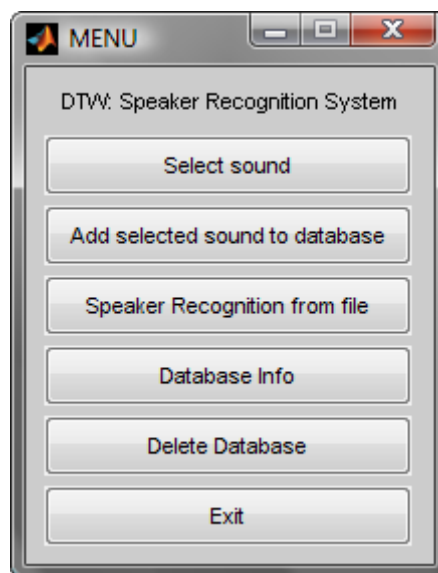 MENU
DTW: Speaker Recognition System
Select sound
Add selected sound to database
Speaker Recognition from file
Database Info
Delete Database
Exit